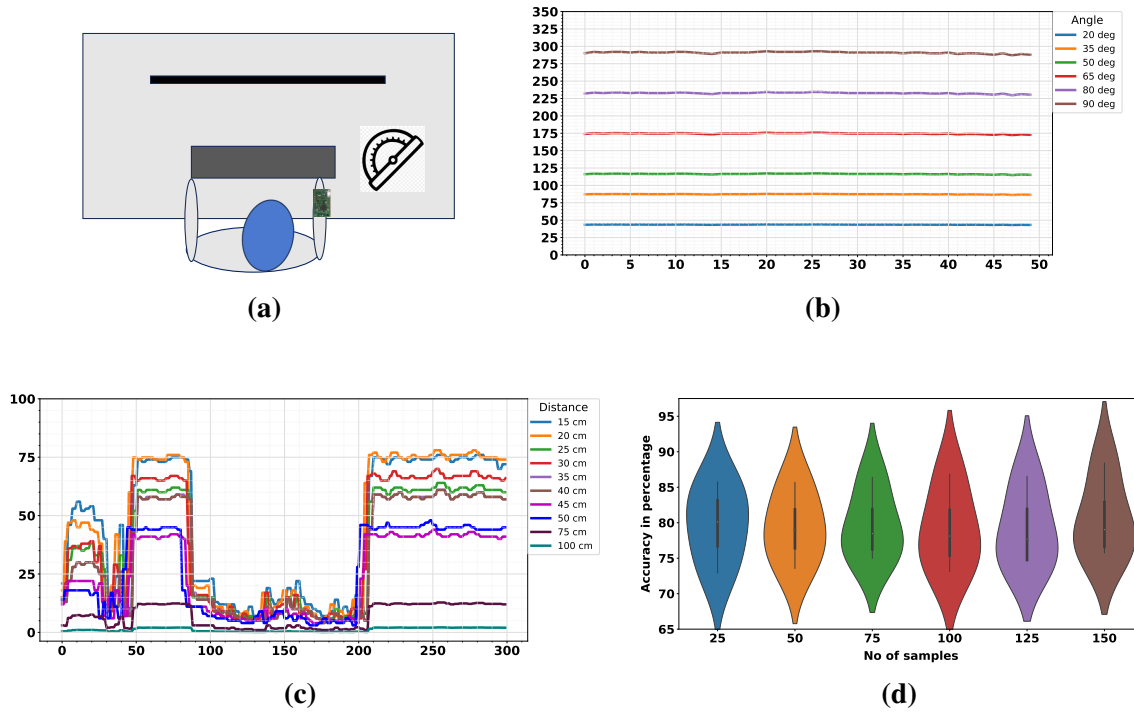 (a)
350
325
300
275
250
225
200
175
150
125
100
75
50
25
0
0 5 10 15 20 25 30 35 40 45 50
Angle
20 deg
35 deg
50 deg
65 deg
80 deg
90 deg
(b)
100
75
50
25
0
0 50 100 150 200 250 300
Distance
15 cm
20 cm
25 cm
30 cm
35 cm
40 cm
45 cm
50 cm
75 cm
100 cm
(c)
Accuracy in percentage
95
90
85
80
75
70
65
25 50 75 100 125 150
No of samples
(d)